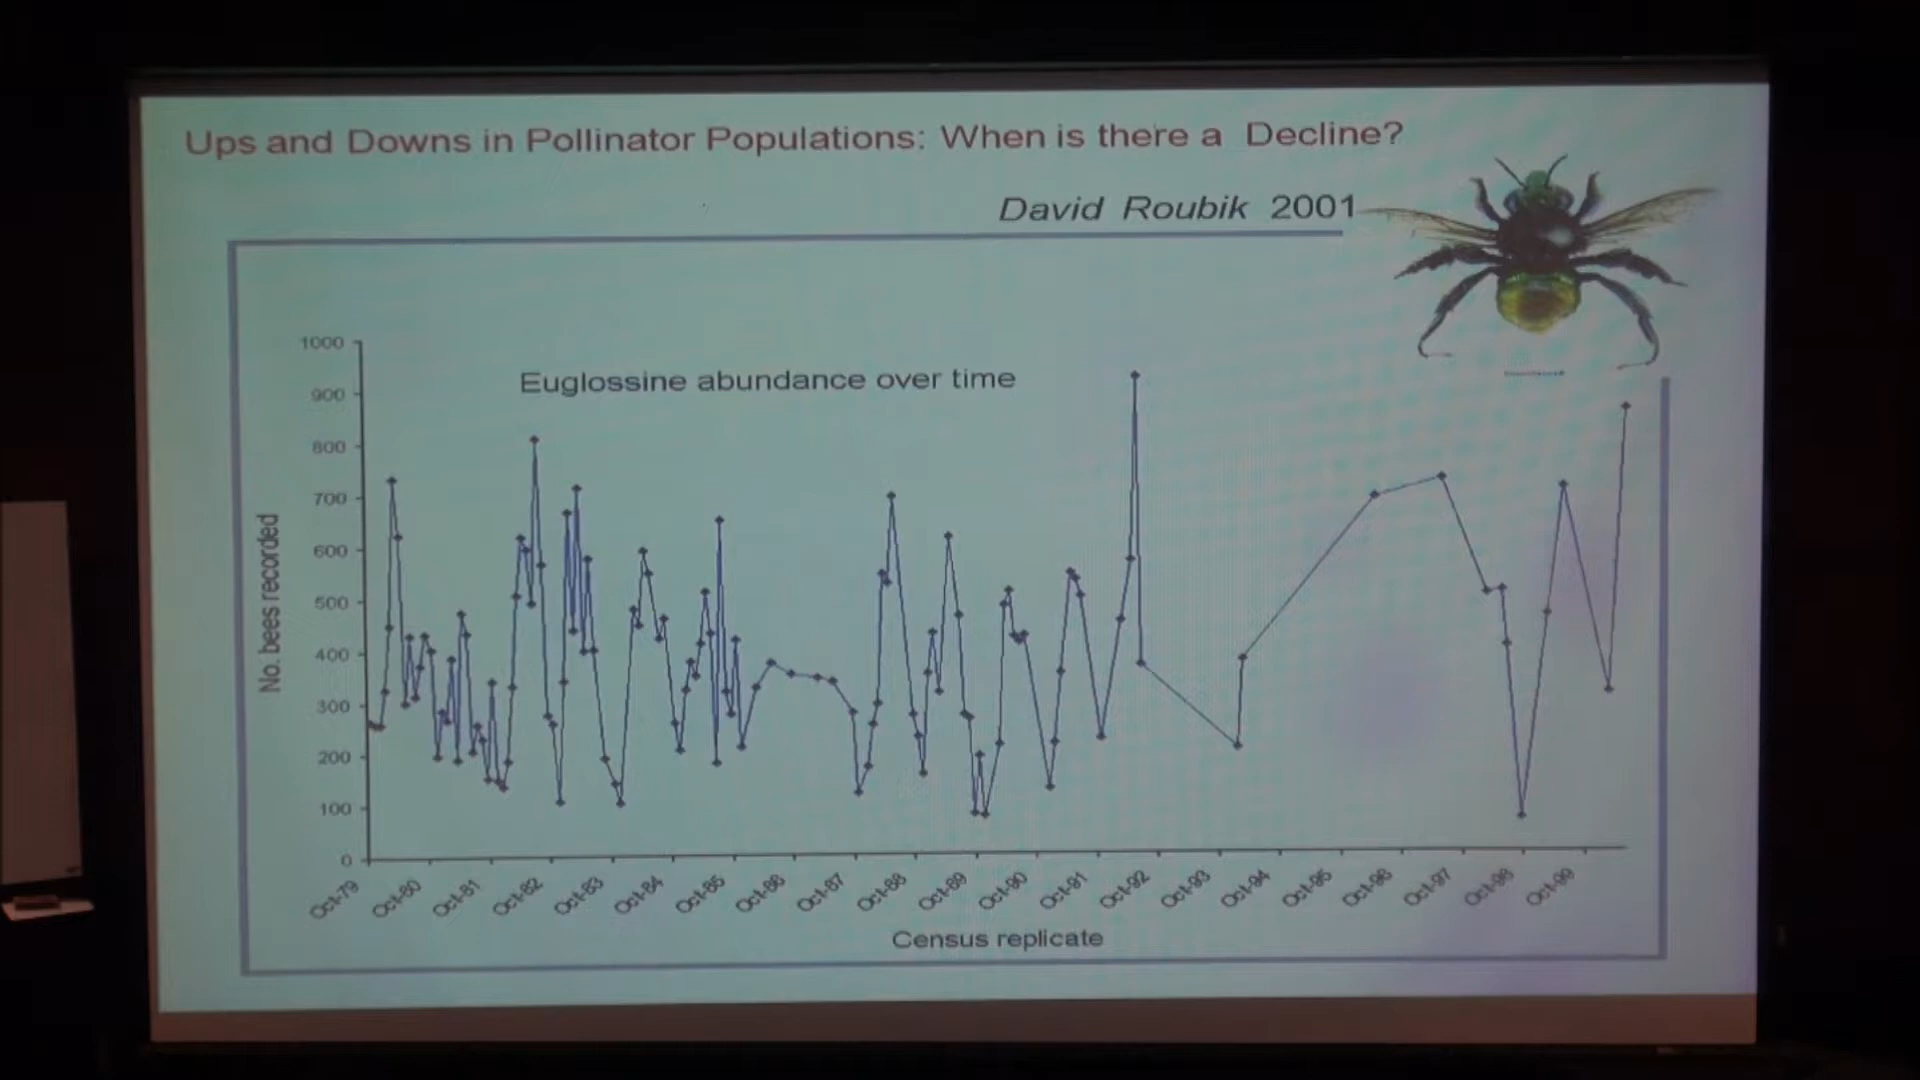 Ups and Downs in Pollinator Populations: When is there a Decline?
David Roubik 2001
Euglossine abundance over time
No. bees recorded
1000
900
800
700
600
500
400
300
200
100
0
Oct-79
Oct-80
Oct-81
Oct-82
Oct-83
Oct-84
Oct-85
Oct-86
Oct-87
Oct-88
Oct-89
Oct-90
Oct-91
Oct-92
Oct-93
Oct-94
Oct-95
Oct-96
Oct-97
Oct-98
Oct-99
Census replicate